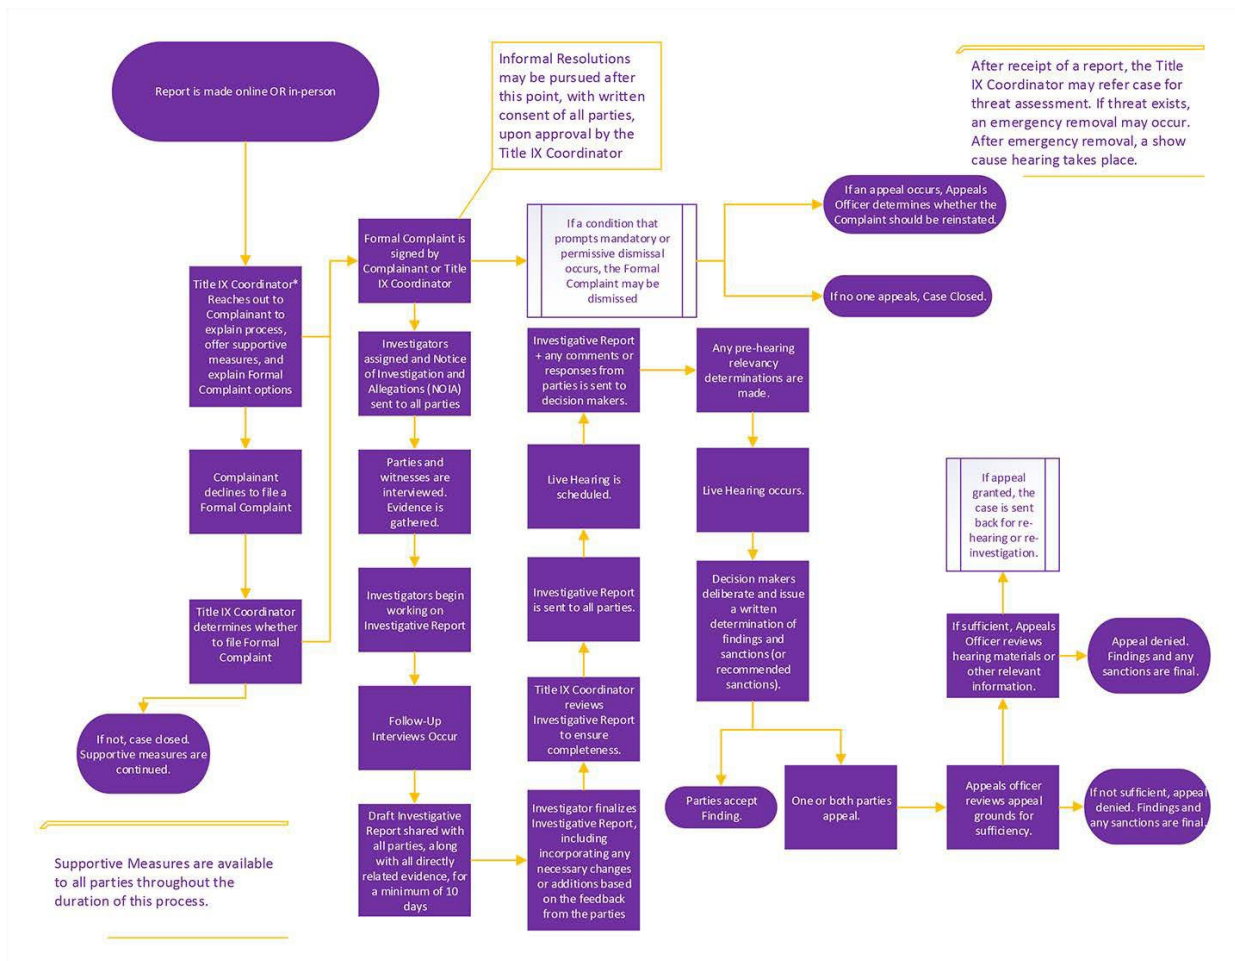 Report is made online OR in-person
Informal Resolutions
may be pursued after
this point, with written
consent of all parties,
upon approval by the
Title IX Coordinator
After receipt of a report, the Title
IX Coordinator may refer case for
threat assessment. If threat exists,
an emergency removal may occur.
After emergency removal, a show
cause hearing takes place.
Title IX Coordinator*
Reaches out to
Complainant to
explain process,
offer supportive
measures, and
explain Formal
Complaint options
Complainant
declines to file a
Formal Complaint
Title IX Coordinator
determines whether
to file Formal
Complaint
If not, case closed.
Supportive measures are
continued.
Supportive Measures are available
to all parties throughout the
duration of this process.
Formal Complaint is
signed by
Complainant or Title
IX Coordinator
If a condition that
prompts mandatory or
permissive dismissal
occurs, the Formal
Complaint may be
dismissed
If an appeal occurs, Appeals
Officer determines whether the
Complaint should be reinstated.
If no one appeals, Case Closed.
Investigators
assigned and Notice
of Investigation and
Allegations (NOIA)
sent to all parties
Parties and
witnesses are
interviewed.
Evidence is
gathered.
Investigators begin
working on
Investigative Report
Follow-Up
Interviews Occur
Draft Investigative
Report shared with
all parties, along
with all directly
related evidence, for
a minimum of 10
days
Investigator finalizes
Investigative Report,
including
incorporating any
necessary changes
or additions based
on the feedback
from the parties
Title IX Coordinator
reviews
Investigative Report
to ensure
completeness.
Investigative Report
is sent to all parties.
Live Hearing is
scheduled.
Investigative Report
+ any comments or
responses from
parties is sent to
decision makers.
Any pre-hearing
relevancy
determinations are
made.
Live Hearing occurs.
Decision makers
deliberate and issue
a written
determination of
findings and
sanctions (or
recommended
sanctions).
Parties accept
Finding.
One or both parties
appeal.
Appeals officer
reviews appeal
grounds for
sufficiency.
If not sufficient, appeal
denied. Findings and
any sanctions are final.
If sufficient, Appeals
Officer reviews
hearing materials or
other relevant
information.
Appeal denied.
Findings and any
sanctions are final.
If appeal
granted, the
case is sent
back for re-
hearing or re-
investigation.